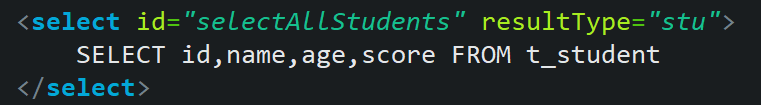 <select id="selectAllStudents" resultType="stu">
    SELECT id,name,age,score FROM t_student
</select>